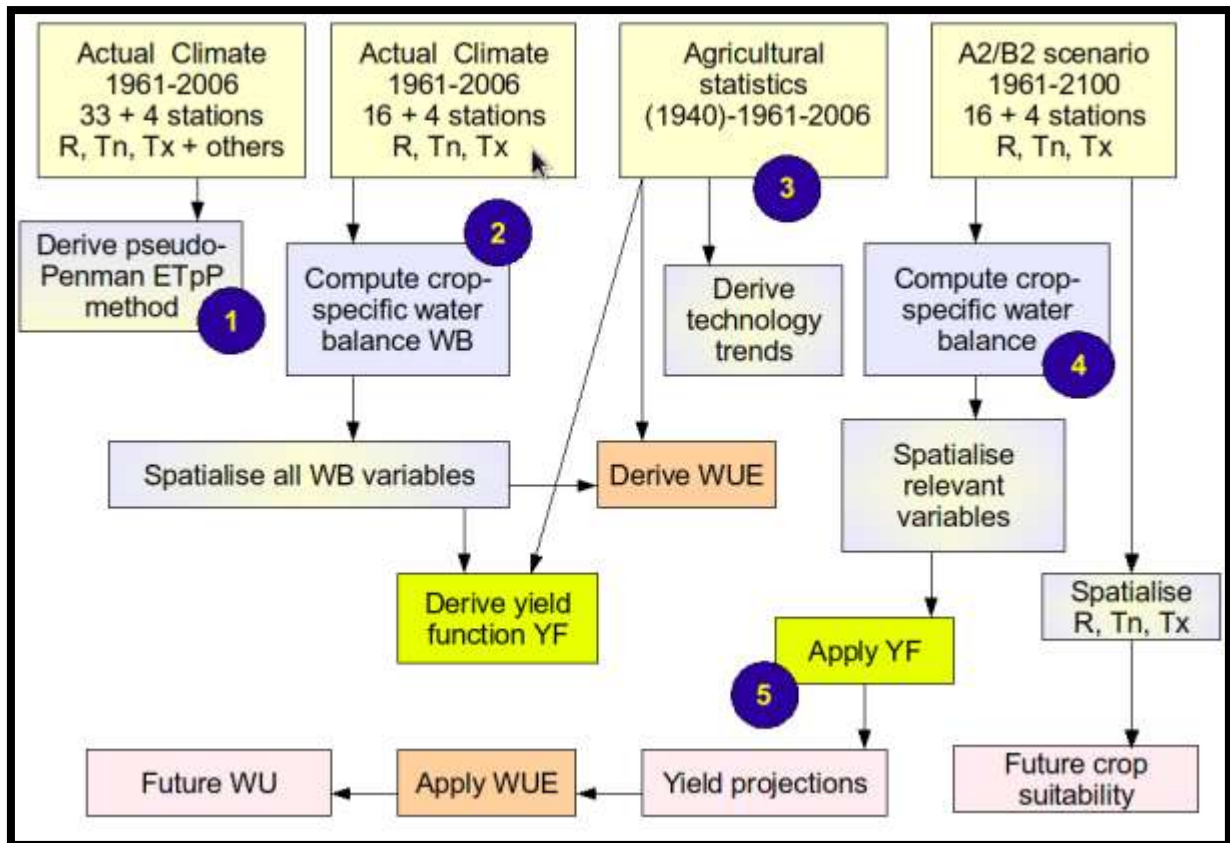 Actual Climate
1961-2006
33 + 4 stations
R, Tn, Tx + others
Actual Climate
1961-2006
16 + 4 stations
R, Tn, Tx
Agricultural
statistics
(1940)-1961-2006
A2/B2 scenario
1961-2100
16 + 4 stations
R, Tn, Tx
3
2
Derive pseudo-
Penman ETpP
method
1
Compute crop-
specific water
balance WB
Derive
technology
trends
Compute crop-
specific water
balance
4
Spatialise all WB variables
Derive WUE
Spatialise
relevant
variables
Derive yield
function YF
Apply YF
5
Spatialise
R, Tn, Tx
Future WU
Apply WUE
Yield projections
Future crop
suitability